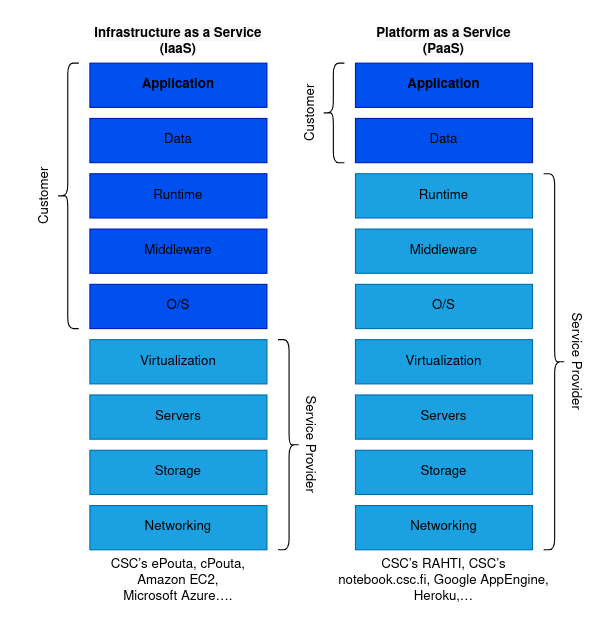 Infrastructure as a Service
(IaaS)
Customer
Application
Data
Runtime
Middleware
O/S
Virtualization
Servers
Storage
Networking
Service Provider
CSC's ePouta, cPouta,
Amazon EC2,
Microsoft Azure....
Platform as a Service
(PaaS)
Customer
Application
Data
Runtime
Middleware
O/S
Virtualization
Servers
Storage
Networking
Service Provider
CSC's RAHTI, CSC's
notebook.csc.fi, Google AppEngine,
Heroku,...